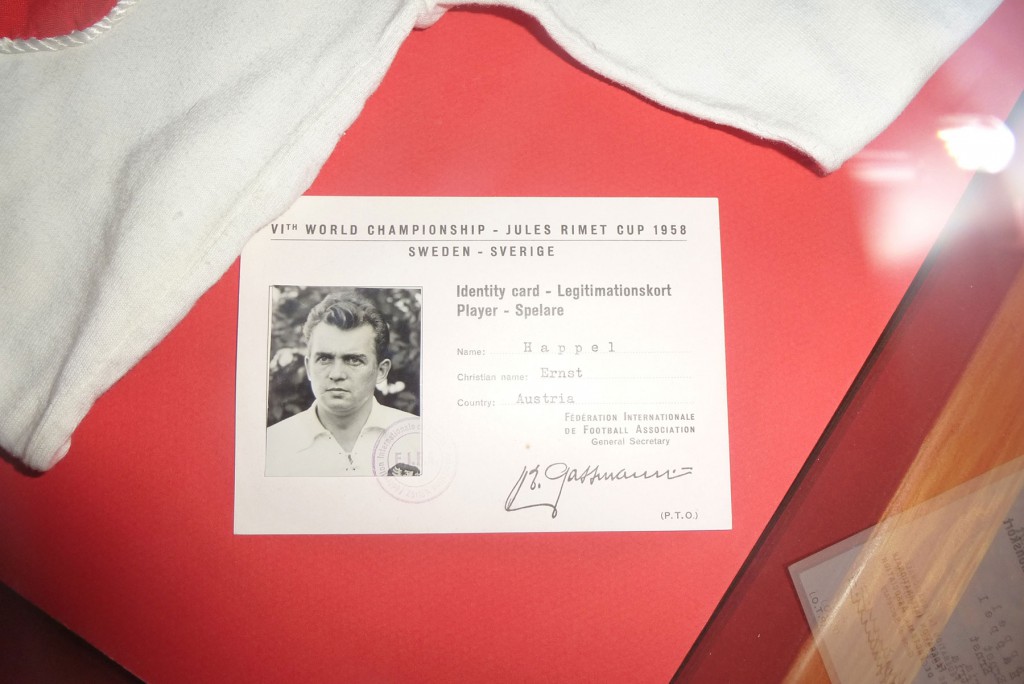 VITH WORLD CHAMPIONSHIP - JULES RIMET CUP 1958
SWEDEN - SVERIGE
Identity card - Legitimationskort
Player - Spelare
Name: Happel
Christian name: Ernst
Country: Austria
FÉDÉRATION INTERNATIONALE
DE FOOTBALL ASSOCIATION
General Secretary
K. Gassmann
(P.T.O.)